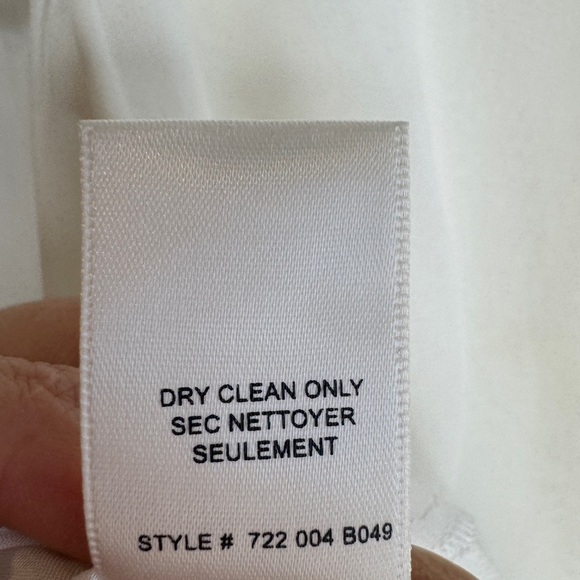 DRY CLEAN ONLY
SEC NETTOYER
SEULEMENT
STYLE # 722 004 B049